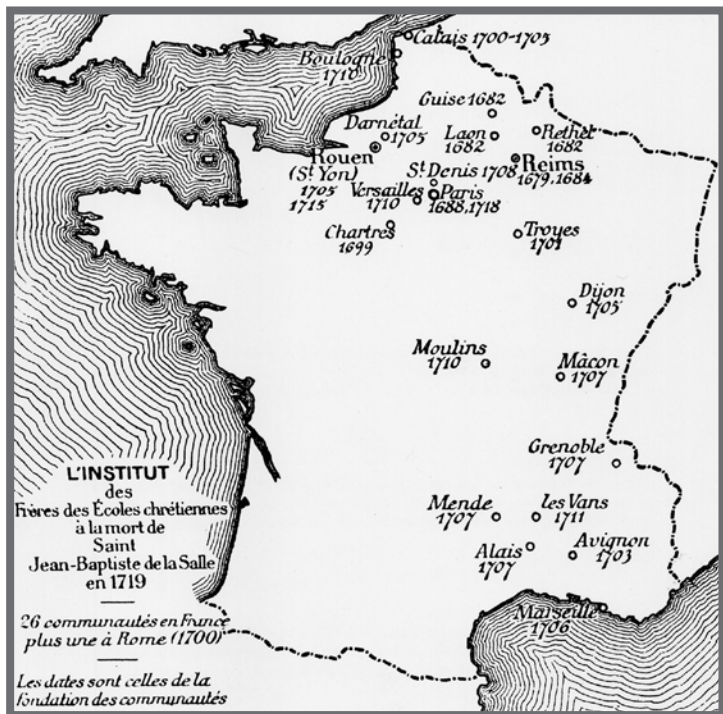 Calais 1700-1705
Boulogne
1710
Guise 1682
Darnétal
1705
Laon
1682
Rethel
1682
Rouen
(St Yon)
1705
1715
St Denis 1708
Reims
1679, 1684
Versailles
1710
Paris
1688, 1718
Chartres
1699
Troyes
1701
Dijon
1705
Moulins
1710
Mâcon
1707
Grenoble
1707
Mende
1707
les Vans
1711
Alais
1707
Avignon
1703
Marseille
1706
L'INSTITUT
des
Frères des Écoles chrétiennes
à la mort de
Saint
Jean-Baptiste de la Salle
en 1719
26 communautés en France
plus une à Rome (1700)
Les dates sont celles de la
fondation des communautés